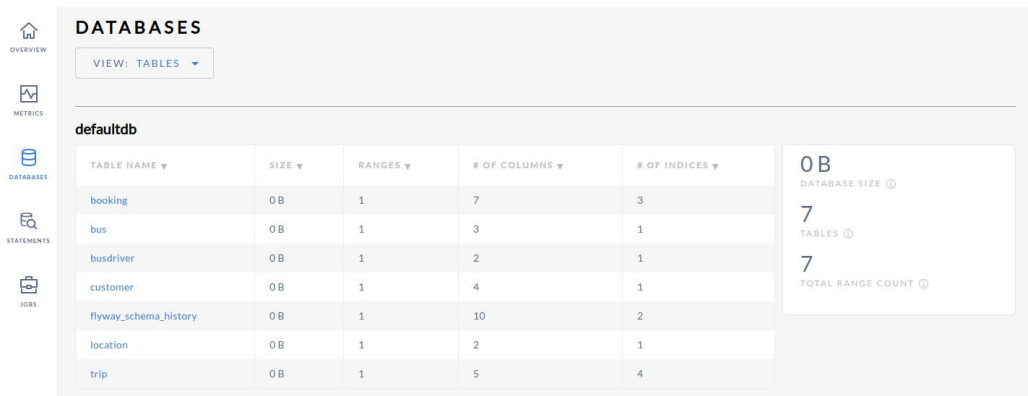 DATABASES
VIEW: TABLES
OVERVIEW
METRICS
DATABASES
STATEMENTS
JOBS
defaultdb
TABLE NAME SIZE RANGES # OF COLUMNS # OF INDICES
booking 0 B 1 7 3
bus 0 B 1 3 1
busdriver 0 B 1 2 1
customer 0 B 1 4 1
flyway_schema_history 0 B 1 10 2
location 0 B 1 2 1
trip 0 B 1 5 4
0 B
DATABASE SIZE
7
TABLES
7
TOTAL RANGE COUNT